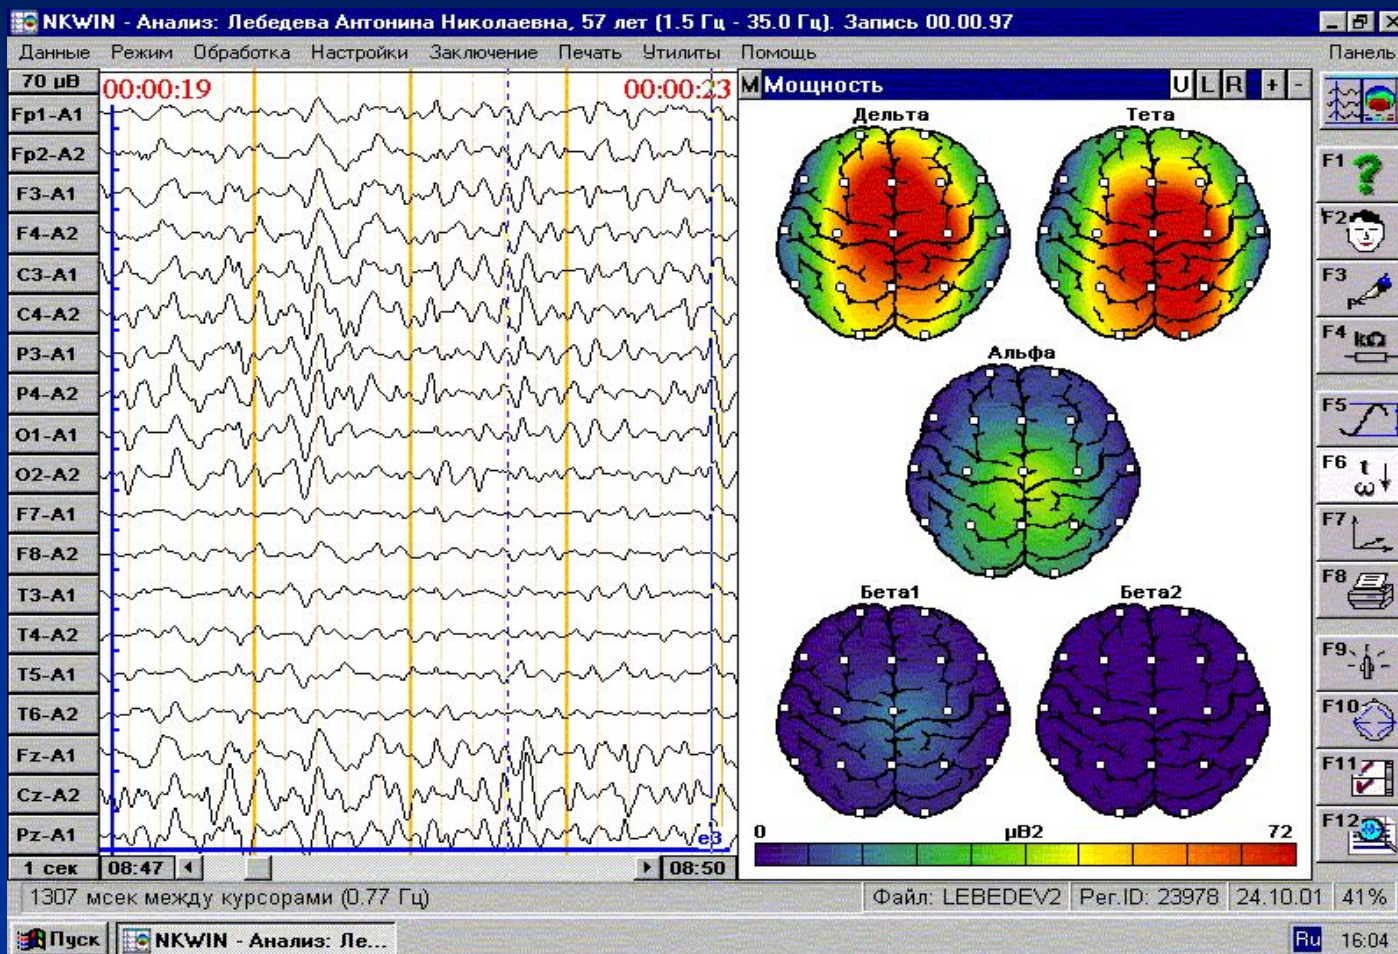 NKWIN - Анализ: Лебедева Антонина Николаевна, 57 лет (1.5 Гц - 35.0 Гц). Запись 00.00.97
Данные Режим Обработка Настройки Заключение Печать Утилиты Помощь Панель
70 µВ
00:00:19 00:00:23
Fp1-A1
Fp2-A2
F3-A1
F4-A2
C3-A1
C4-A2
P3-A1
P4-A2
O1-A1
O2-A2
F7-A1
F8-A2
T3-A1
T4-A2
T5-A1
T6-A2
Fz-A1
Cz-A2
Pz-A1
e3
1 сек 08:47 08:50
M Мощность U L R + -
Дельта Тета
Альфа
Бета1 Бета2
0 µВ2 72
F1 ?
F2
F3
F4 kΩ
F5
F6 t ω
F7
F8
F9
F10
F11
F12
1307 мсек между курсорами (0.77 Гц) Файл: LEBEDEV2 Рег.ID: 23978 24.10.01 41%
Пуск NKWIN - Анализ: Ле... Ru 16:04